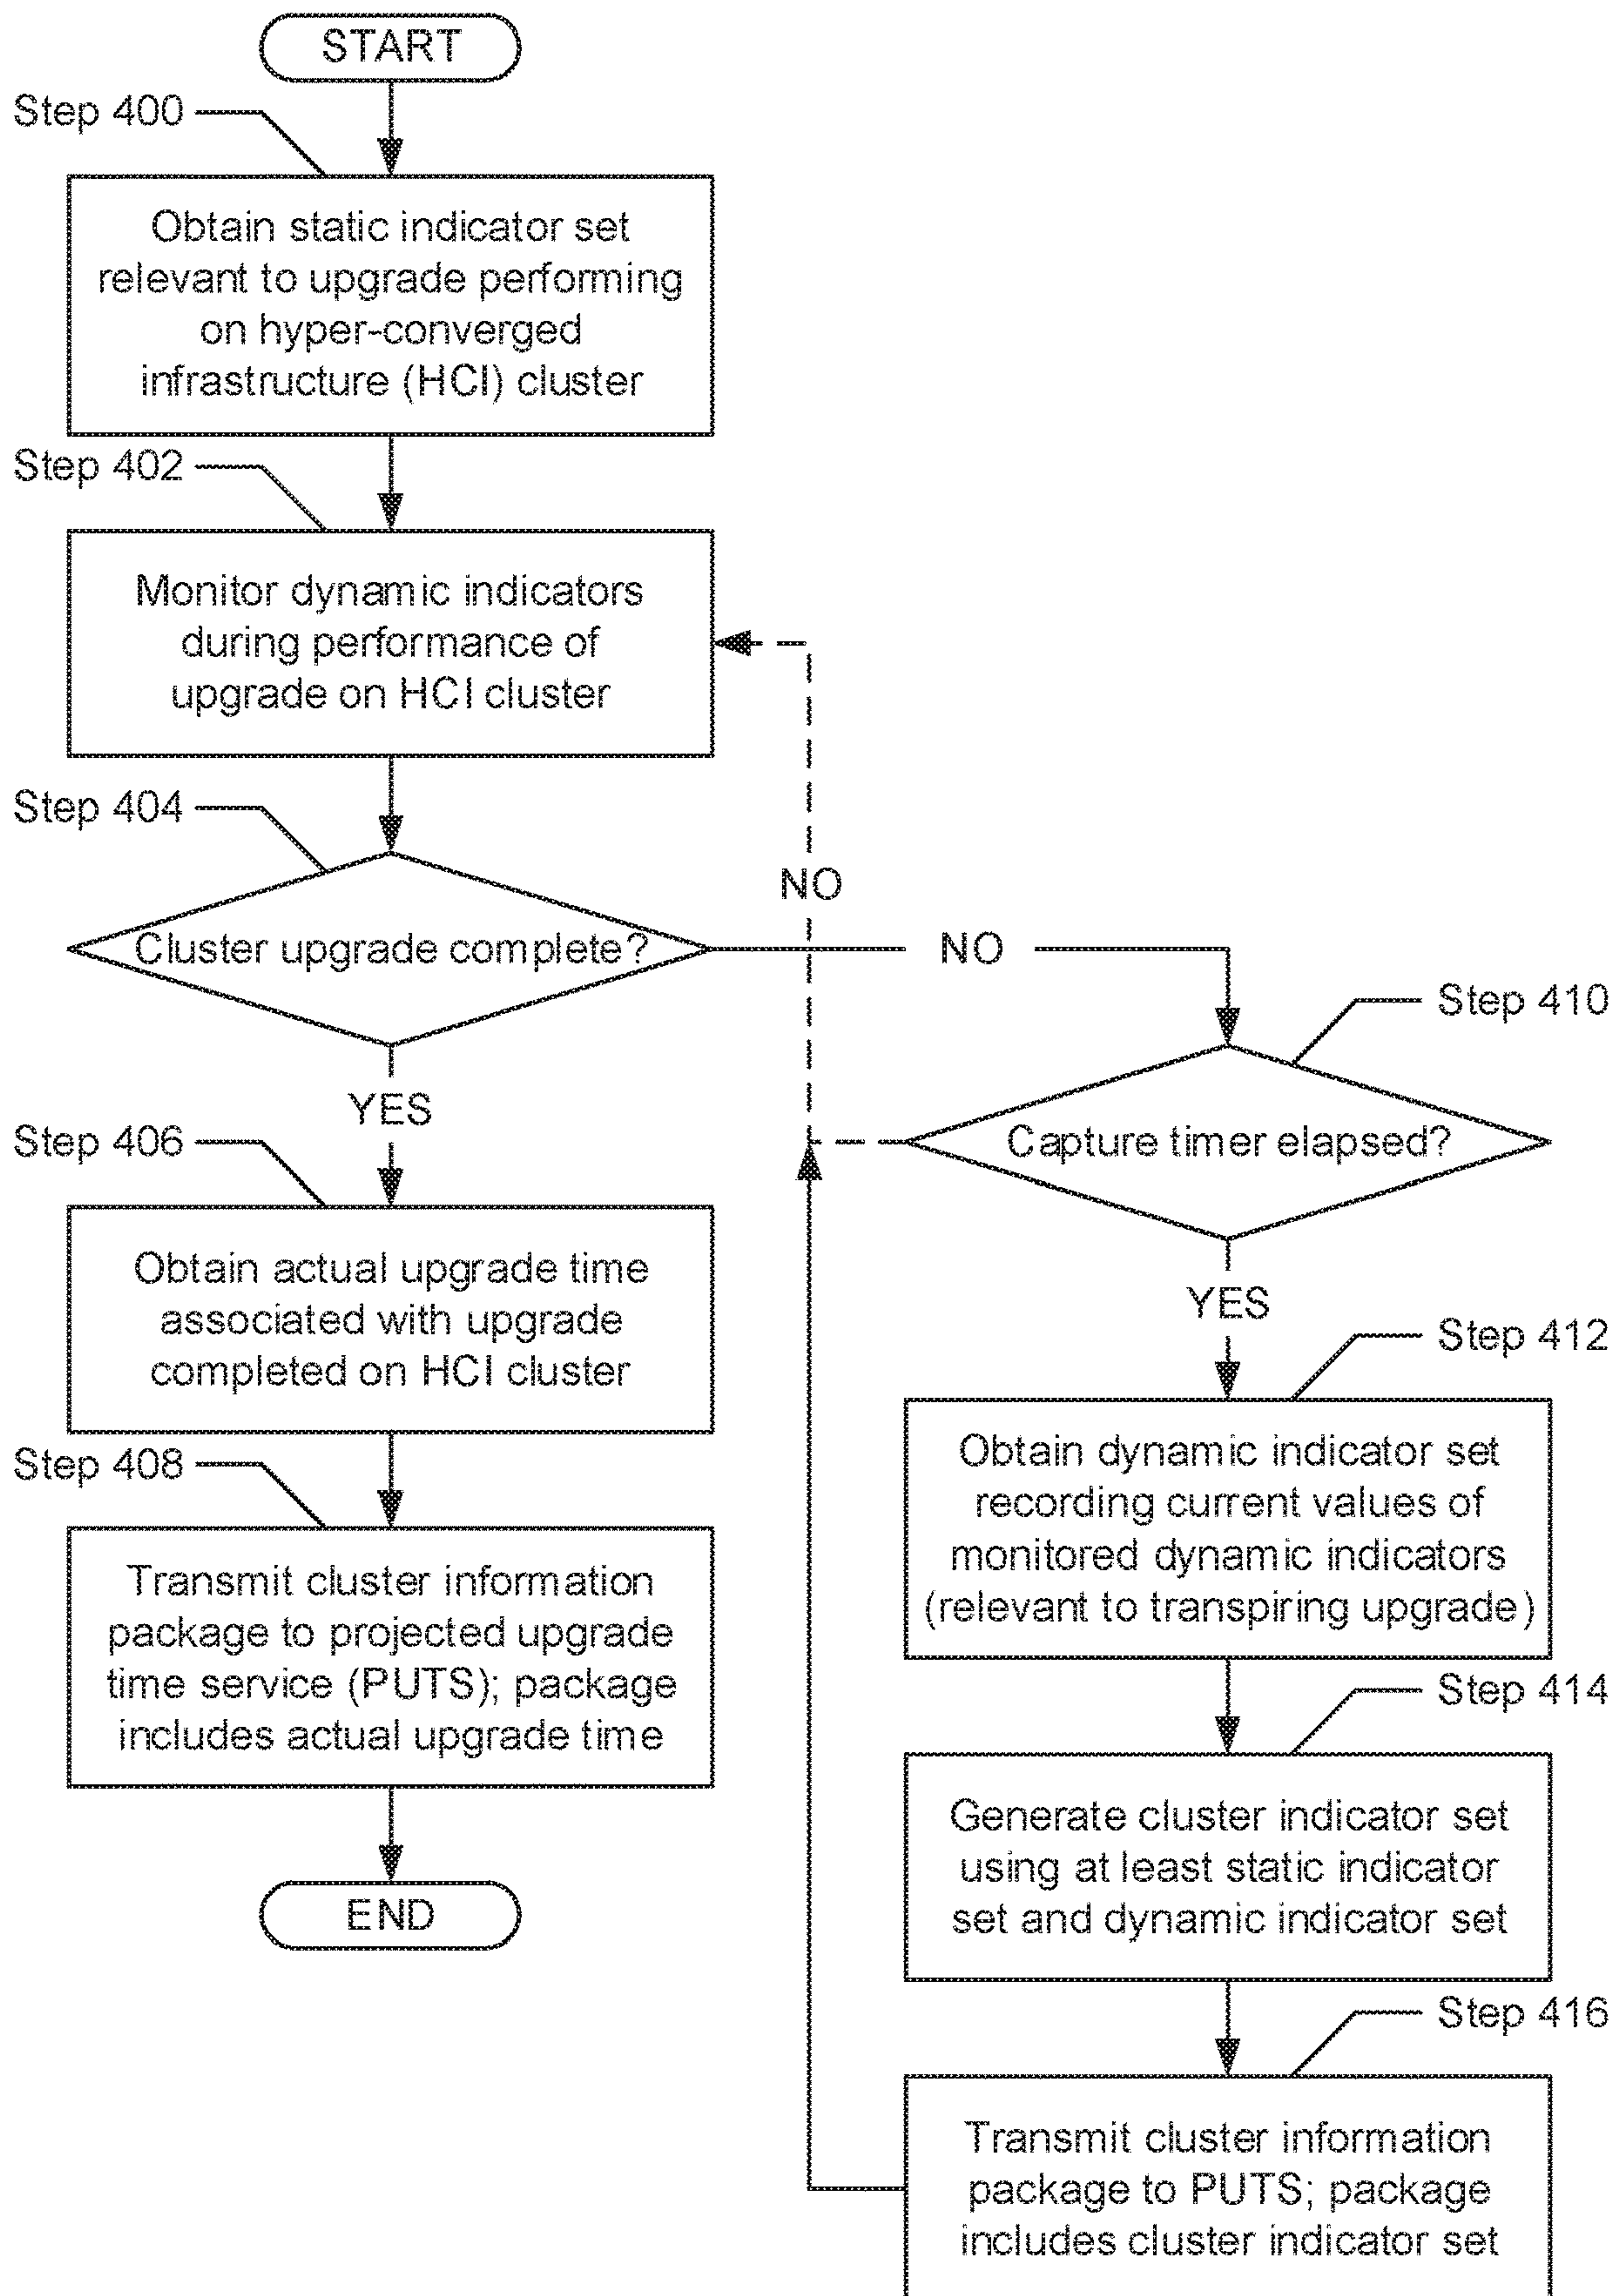 START
Step 400
Obtain static indicator set
relevant to upgrade performing
on hyper-converged
infrastructure (HCI) cluster
Step 402
Monitor dynamic indicators
during performance of
upgrade on HCI cluster
Step 404
Cluster upgrade complete?
NO
NO
YES
Step 406
Obtain actual upgrade time
associated with upgrade
completed on HCI cluster
Step 408
Transmit cluster information
package to projected upgrade
time service (PUTS); package
includes actual upgrade time
END
Step 410
Capture timer elapsed?
YES
Step 412
Obtain dynamic indicator set
recording current values of
monitored dynamic indicators
(relevant to transpiring upgrade)
Step 414
Generate cluster indicator set
using at least static indicator
set and dynamic indicator set
Step 416
Transmit cluster information
package to PUTS; package
includes cluster indicator set